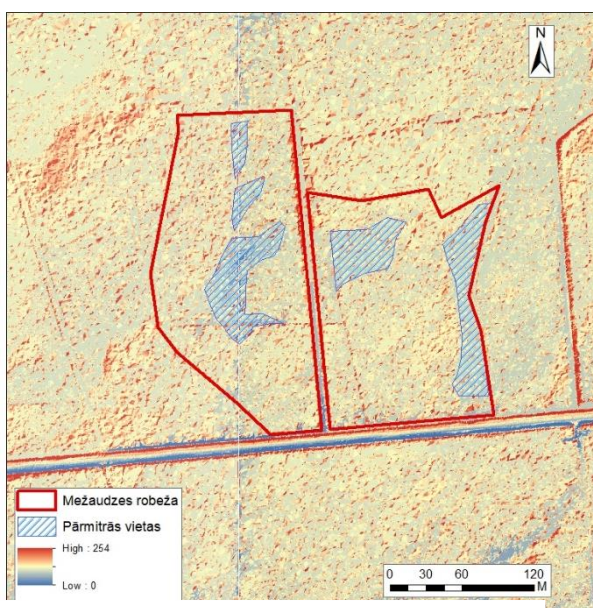 N
Mežaudzes robeža
Pārmitrās vietas
High : 254
Low : 0
0 30 60 120
M